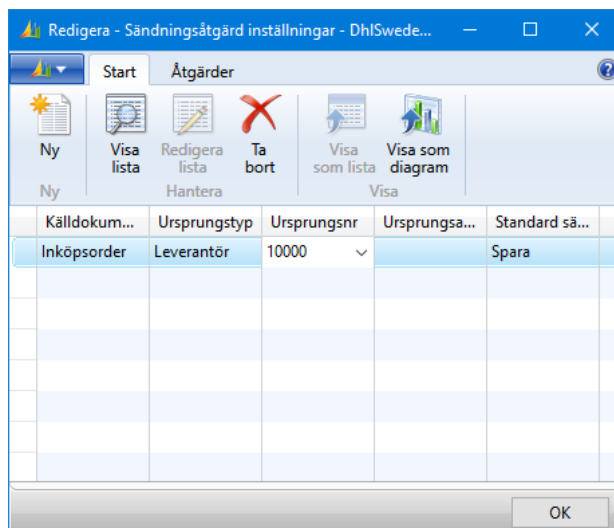 Redigera - Sändningsåtgärd inställningar - DhlSwede...
Start Åtgärder
Ny Visa lista Redigera lista Ta bort Visa som lista Visa som diagram
Ny Hantera Visa
Källdokum... Ursprungstyp Ursprungsnr Ursprungsa... Standard sä...
Inköpsorder Leverantör 10000 Spara
OK